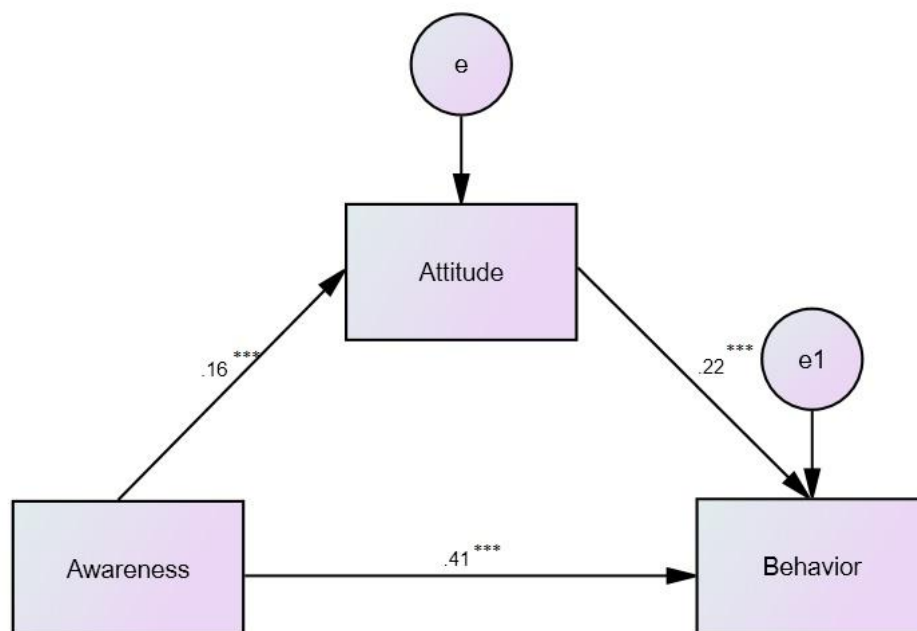 e
Attitude
.16 ***
.22 ***
e1
Awareness
.41 ***
Behavior